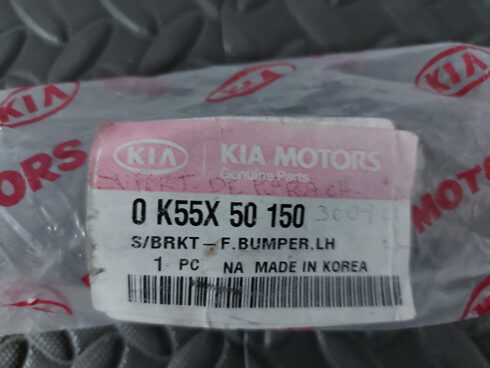 KIA
KIA MOTORS
Genuine Parts
0 K55X 50 150
S/BRKT-F.BUMPER,LH
1 PC NA MADE IN KOREA
KIA
MOTORS
KIA